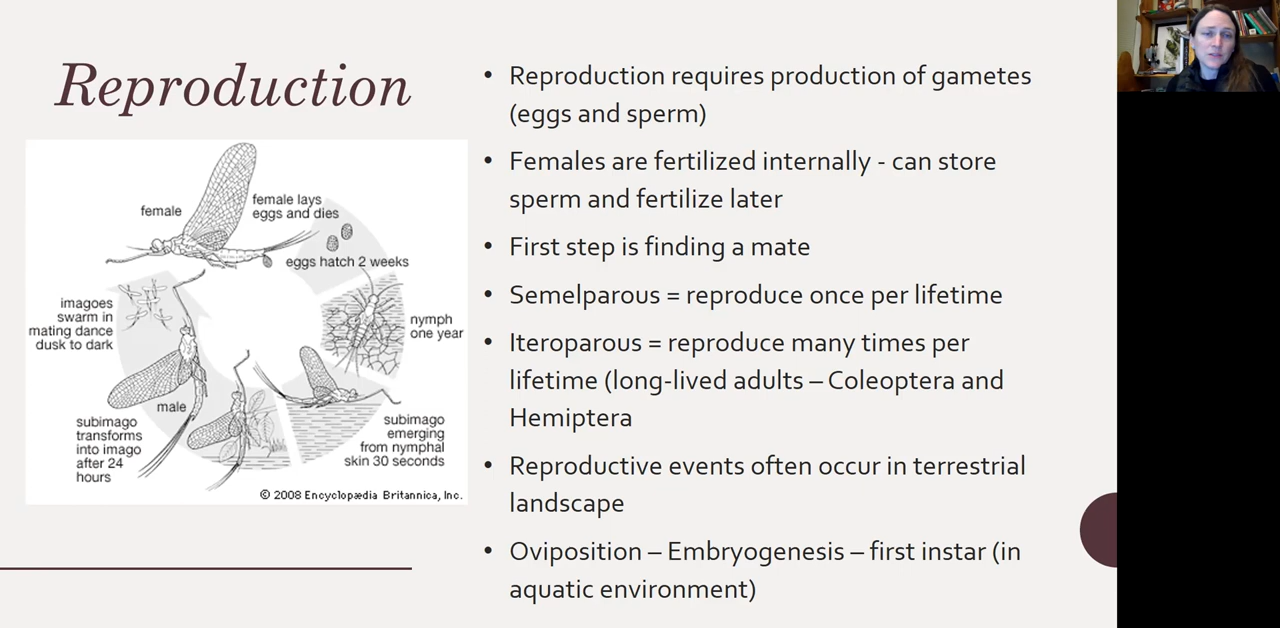 Reproduction
female
female lays
eggs and dies
eggs hatch 2 weeks
imagoes
swarm in
mating dance
dusk to dark
nymph
one year
male
subimago
transforms
into imago
after 24
hours
subimago
emerging
from nymphal
skin 30 seconds
© 2008 Encyclopædia Britannica, Inc.
• Reproduction requires production of gametes
(eggs and sperm)
• Females are fertilized internally - can store
sperm and fertilize later
• First step is finding a mate
• Semelparous = reproduce once per lifetime
• Iteroparous = reproduce many times per
lifetime (long-lived adults – Coleoptera and
Hemiptera
• Reproductive events often occur in terrestrial
landscape
• Oviposition – Embryogenesis – first instar (in
aquatic environment)